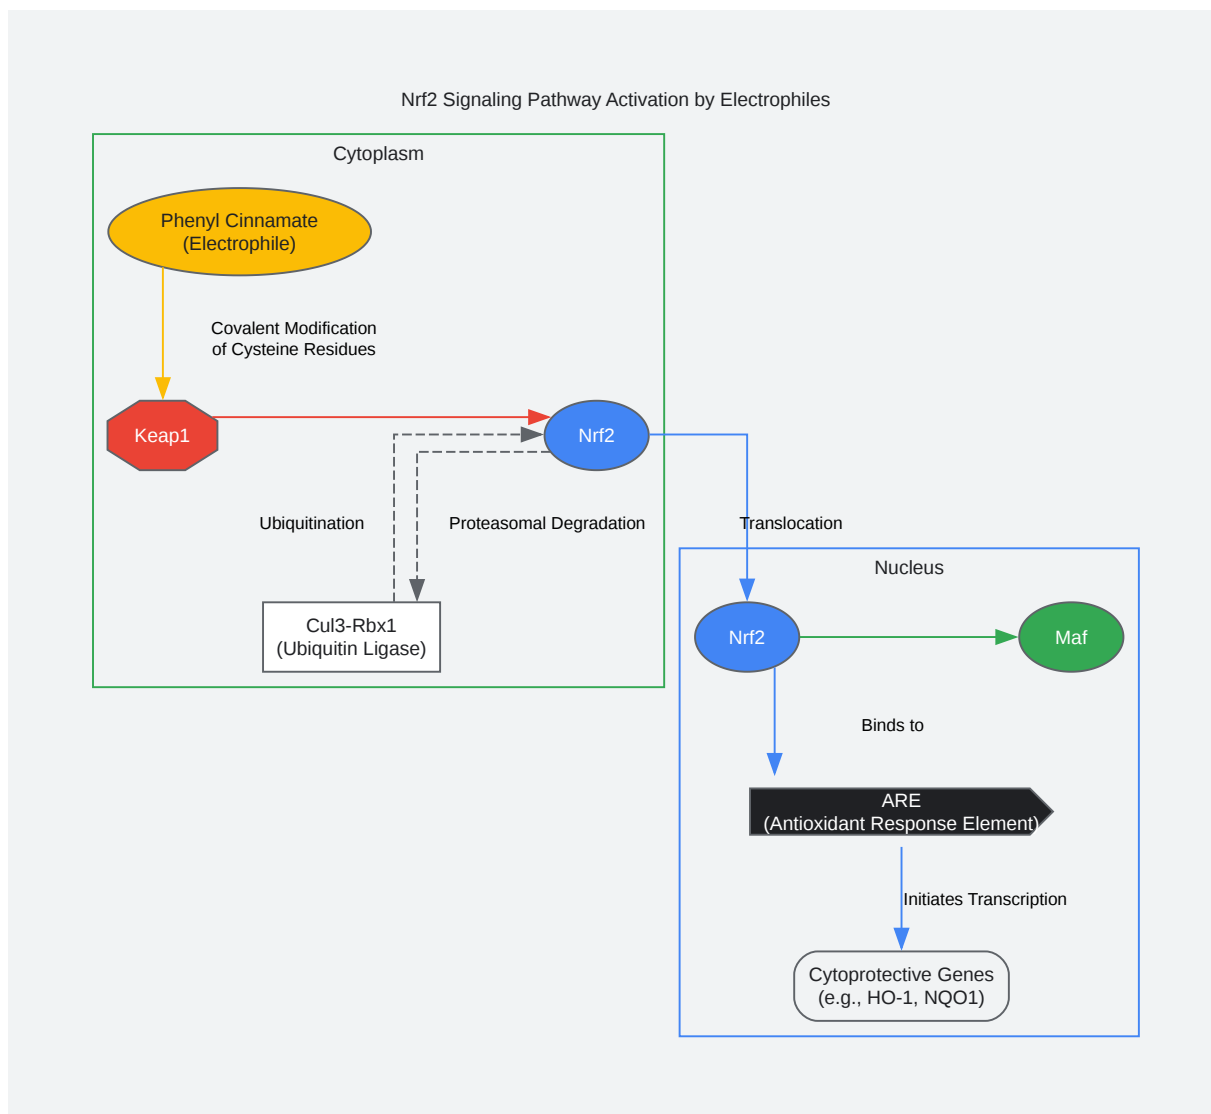 Nrf2 Signaling Pathway Activation by Electrophiles
Cytoplasm
Phenyl Cinnamate
(Electrophile)
Covalent Modification
of Cysteine Residues
Keap1
Nrf2
Ubiquitination
Proteasomal Degradation
Translocation
Cul3-Rbx1
(Ubiquitin Ligase)
Nucleus
Nrf2
Maf
Binds to
ARE
(Antioxidant Response Element)
Initiates Transcription
Cytoprotective Genes
(e.g., HO-1, NQO1)